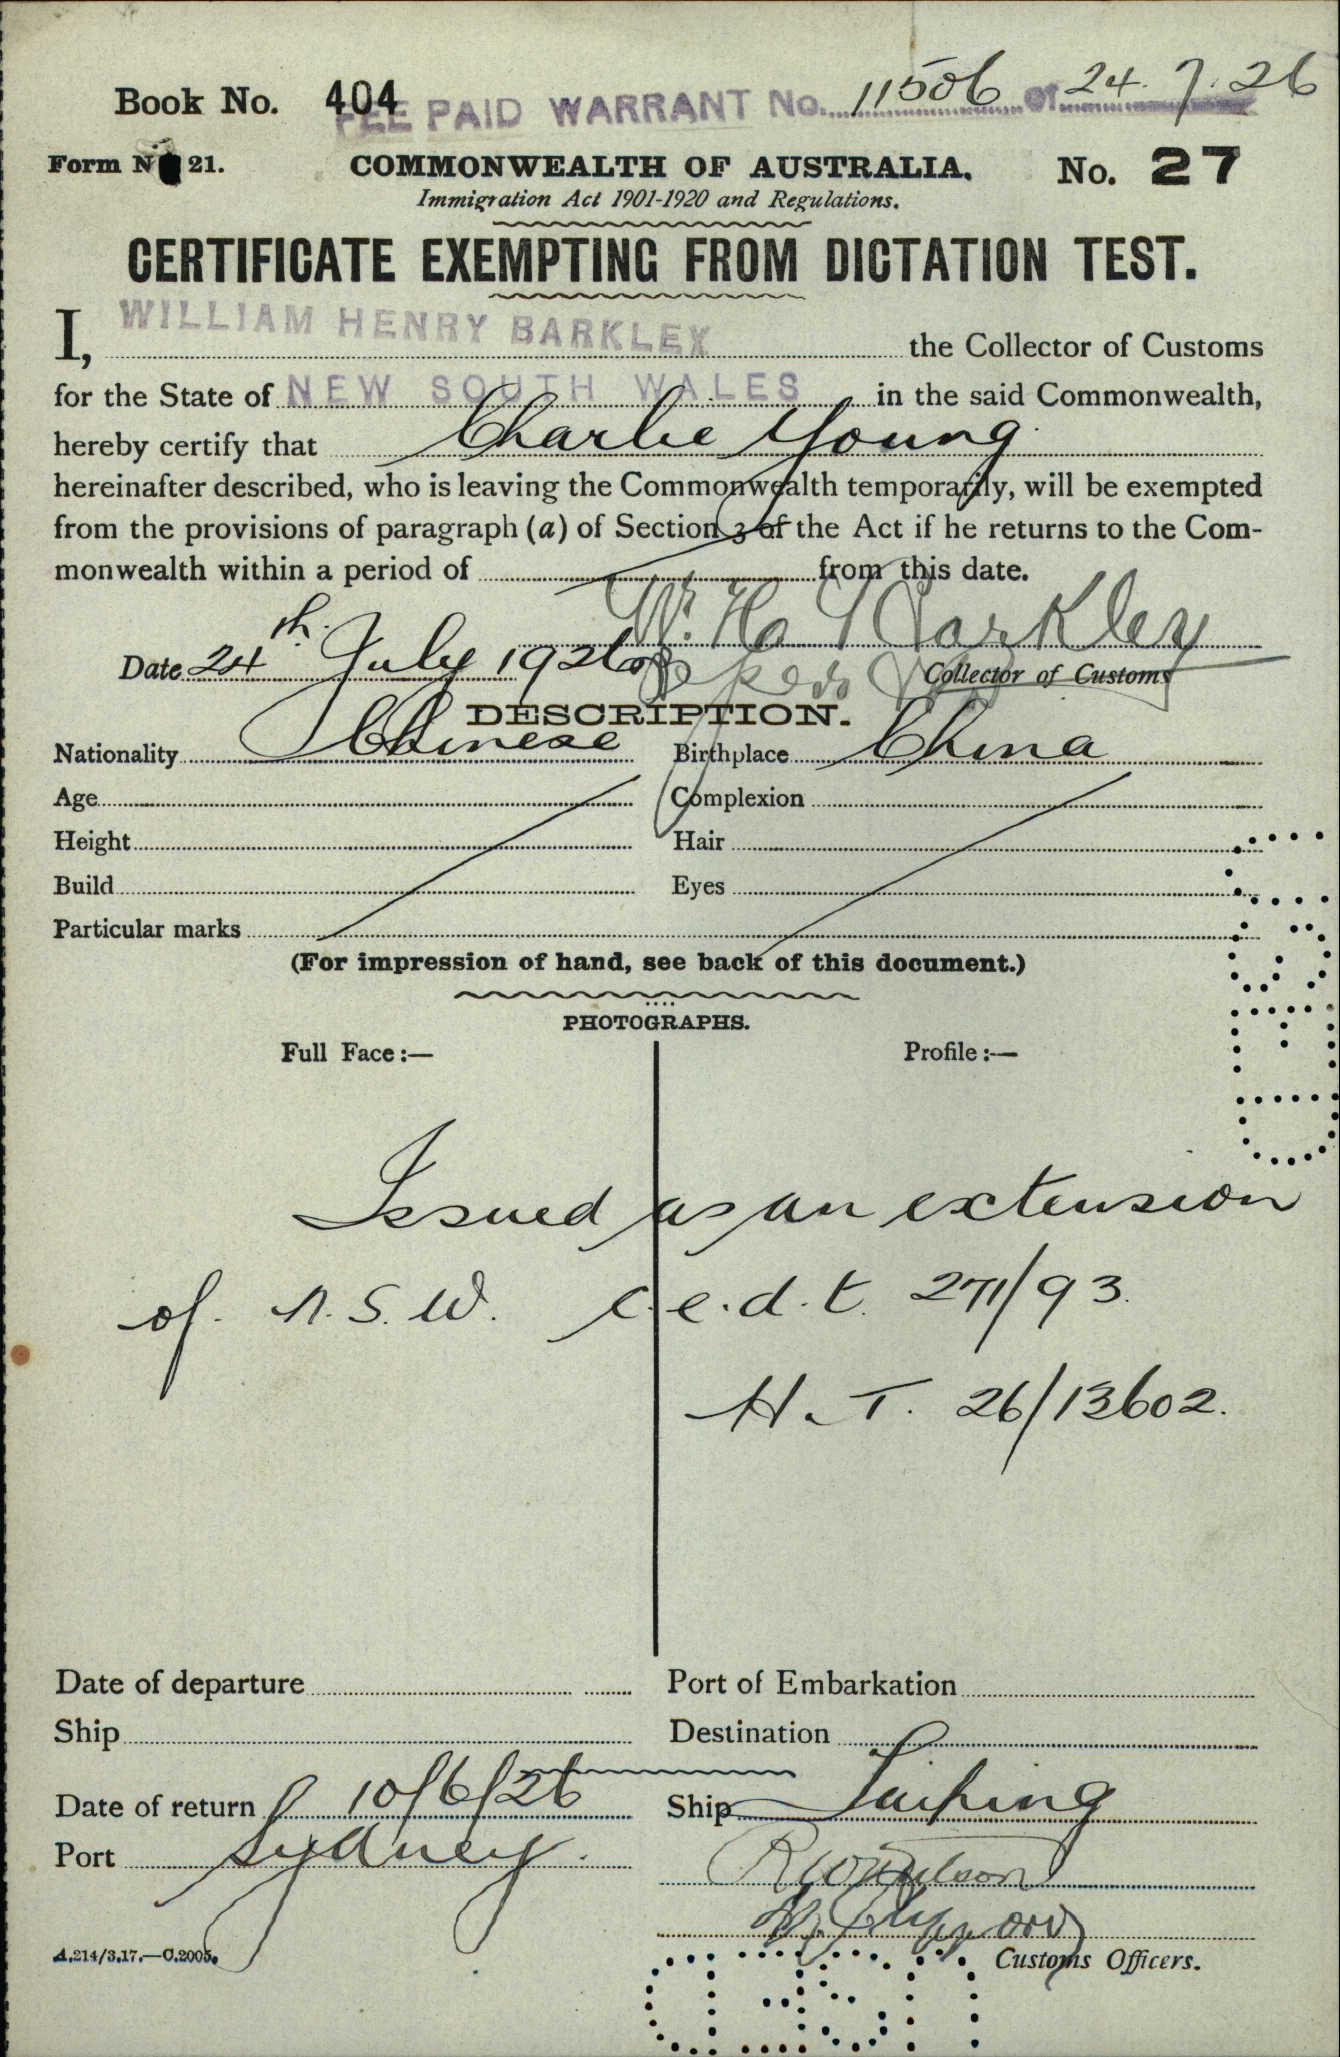 Book No. 404 FEE PAID WARRANT No. 11506 of 24.7.26
Form No 21. COMMONWEALTH OF AUSTRALIA. No. 27
Immigration Act 1901-1920 and Regulations.
CERTIFICATE EXEMPTING FROM DICTATION TEST.
I, WILLIAM HENRY BARKLEY the Collector of Customs
for the State of NEW SOUTH WALES in the said Commonwealth,
hereby certify that Charlie Young
hereinafter described, who is leaving the Commonwealth temporarily, will be exempted
from the provisions of paragraph (a) of Section 3 of the Act if he returns to the Com-
monwealth within a period of from this date.
W. H. Barkley
Date 24th July 1926 Collector of Customs
DESCRIPTION.
Nationality Chinese Birthplace China
Age Complexion
Height Hair
Build Eyes
Particular marks
(For impression of hand, see back of this document.)
PHOTOGRAPHS.
Full Face:— Profile:—
Issued as an extension
of N.S.W. c.e.d.t. 271/93.
H.T. 26/13602.
Date of departure Port of Embarkation
Ship Destination
Date of return 10/6/26 Ship Taiping
Port Sydney.
A.214/3.17.—C.2005. Customs Officers.
USED